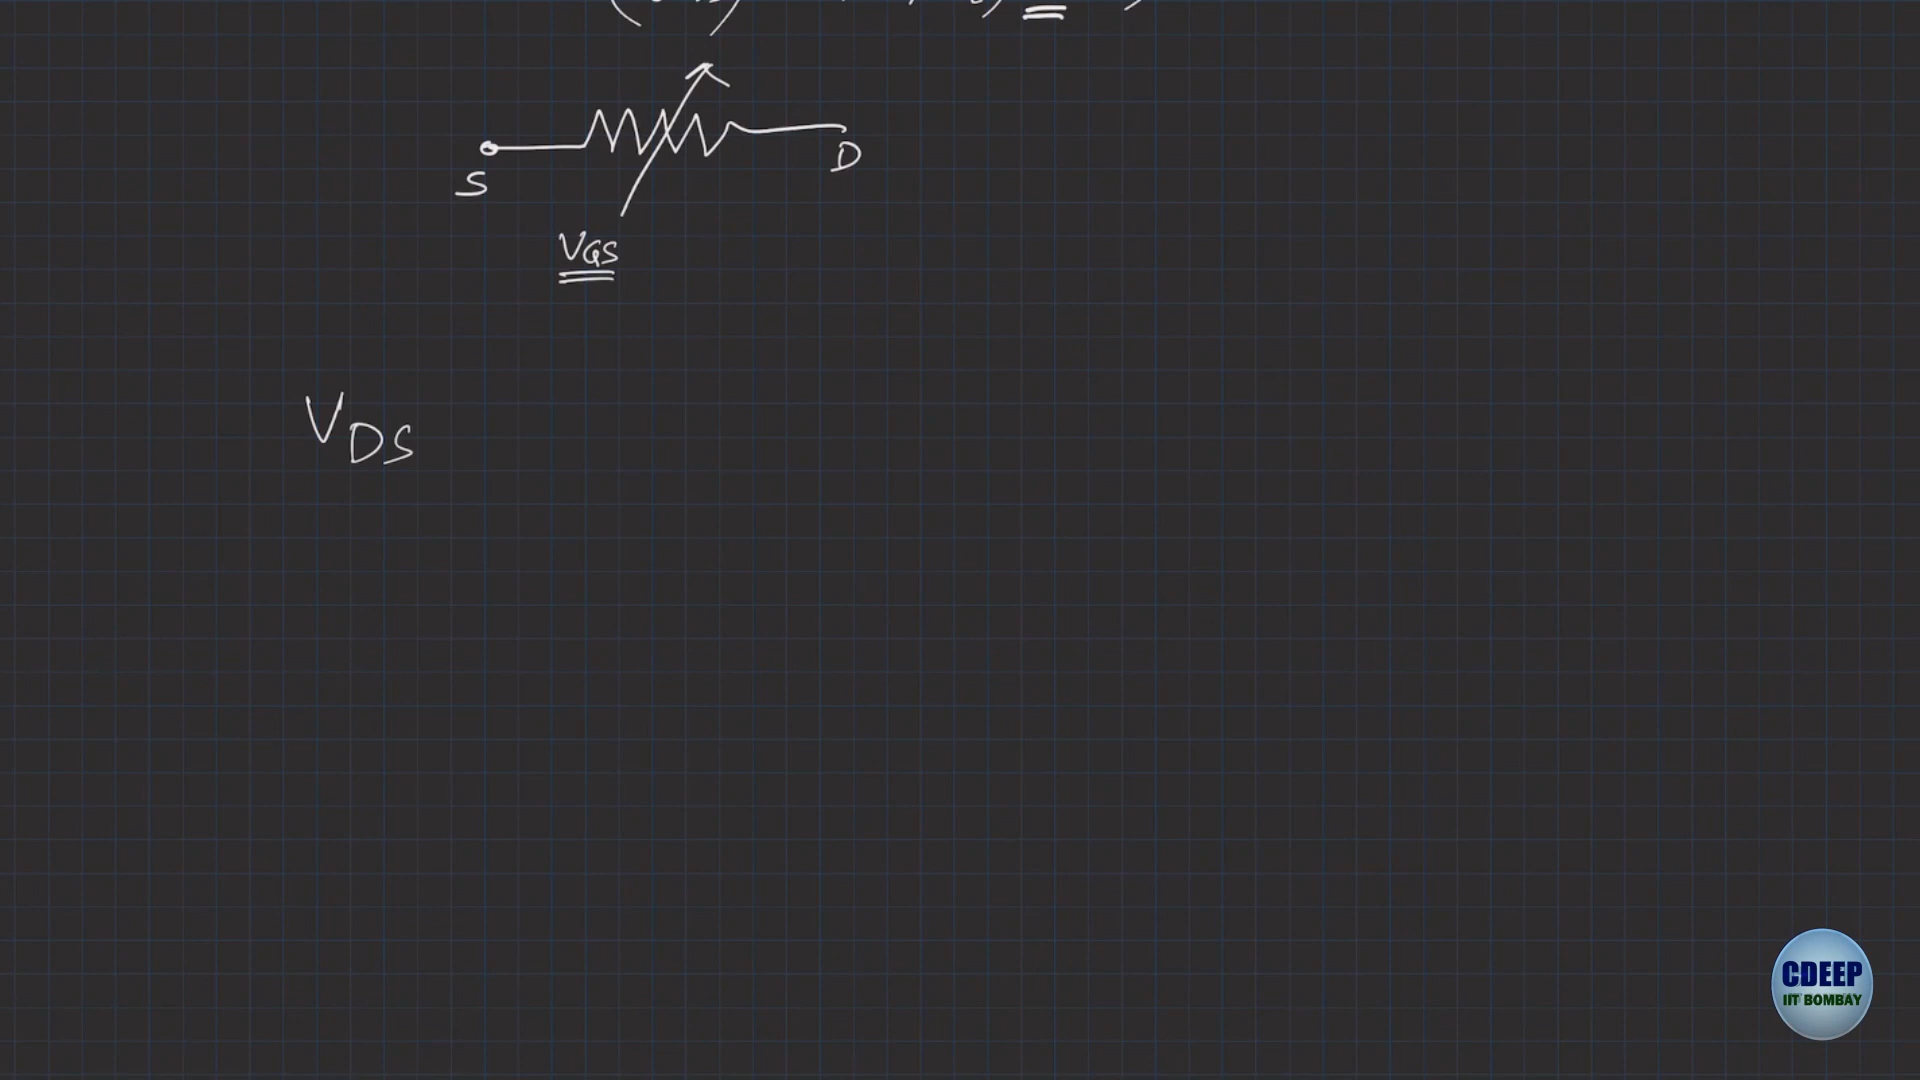 S
D
VGS
VDS
CDEEP
IIT BOMBAY